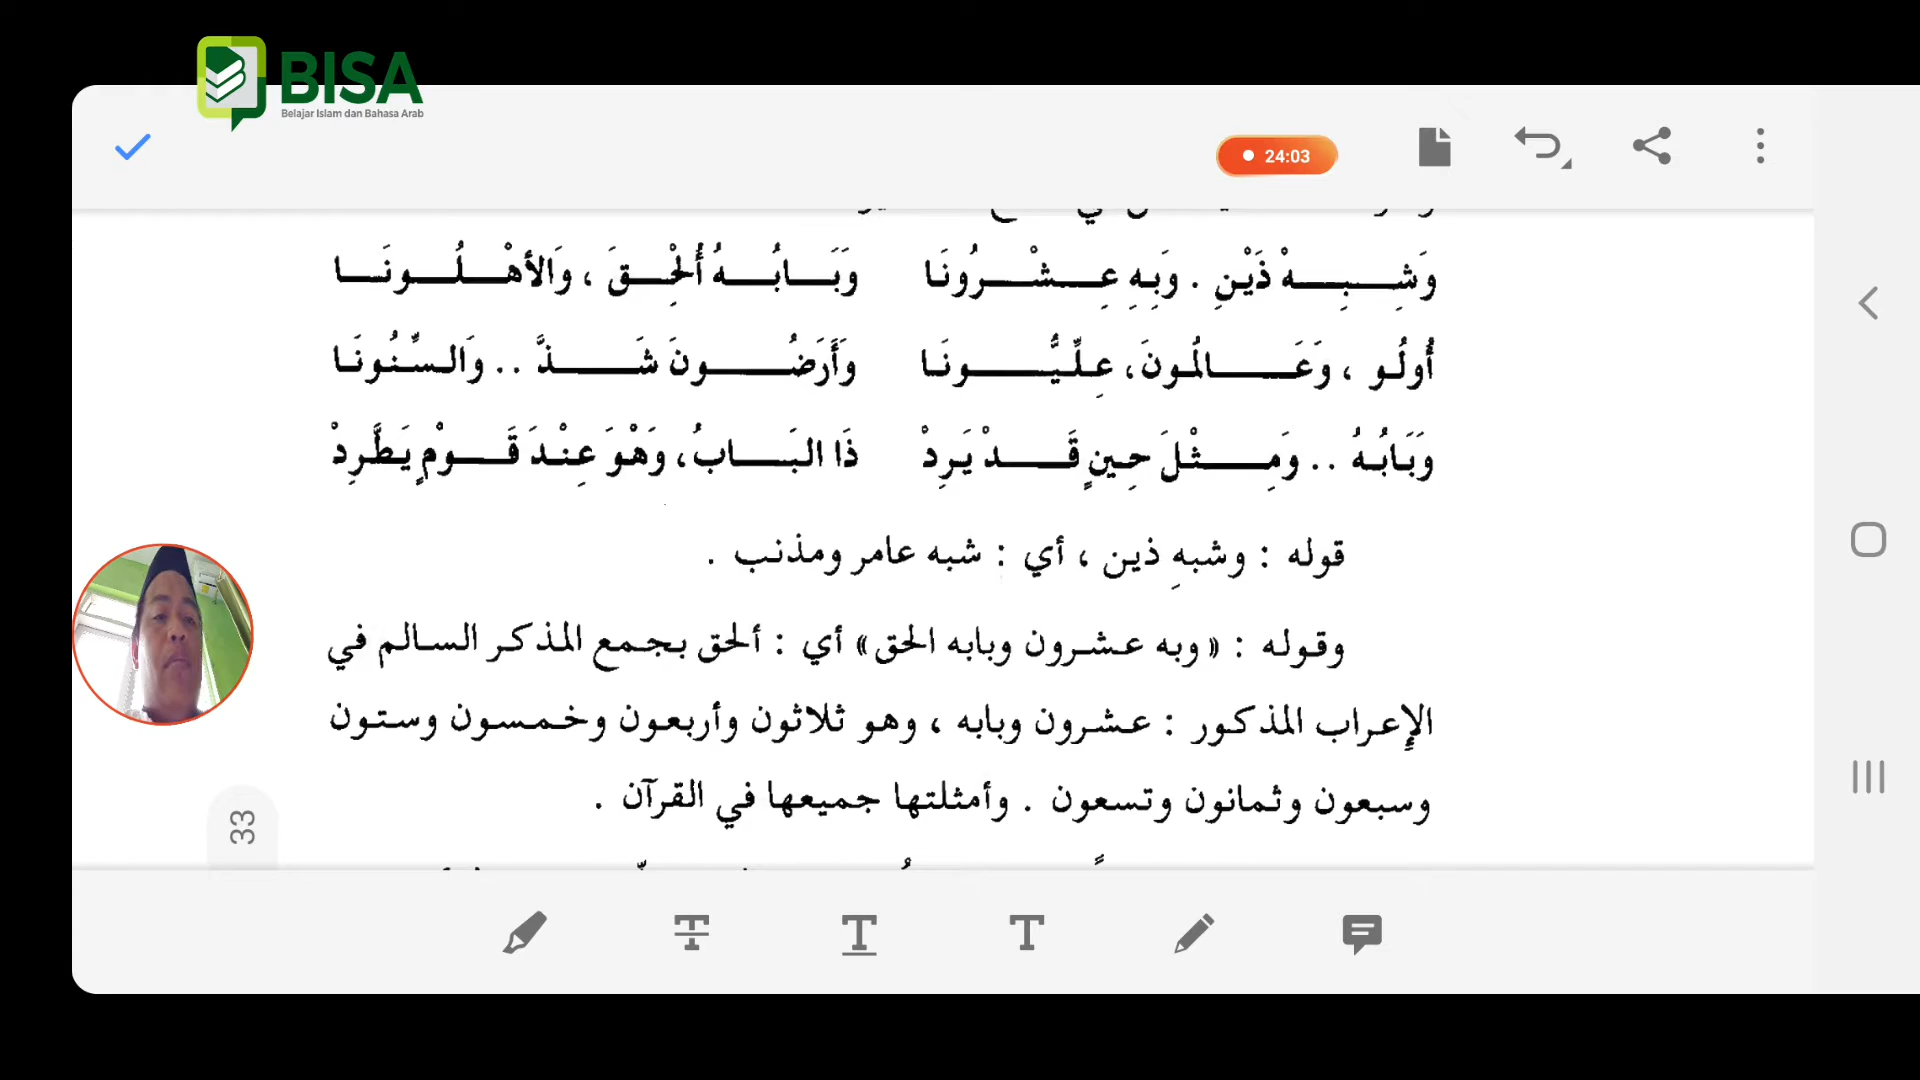 BISA
Belajar Islam dan Bahasa Arab
24:03
وَشِبِهْ ذَيْنِ . وَبِهِ عِشْرُونَا وَبَابُهُ أُلْحِقَ ، وَالأهْلُونَا
أُولُو ، وَعَالَمُونَ ، عِلِّيُّونَا وَأَرَضُونَ شَذَّ .. وَالسِّنُونَا
وَبَابُهُ .. وَمِثْلَ حِينٍ قَدْ يَرِدْ ذَا البَابُ ، وَهْوَ عِنْدَ قَوْمٍ يَطَّرِدْ
قوله : وشبهِ ذين ، أي : شبه عامر ومذنب .
وقوله : «وبه عشرون وبابه الحق» أي : ألحق بجمع المذكر السالم في
الإعراب المذكور : عشرون وبابه ، وهو ثلاثون وأربعون وخمسون وستون
وسبعون وثمانون وتسعون . وأمثلتها جميعها في القرآن .
33